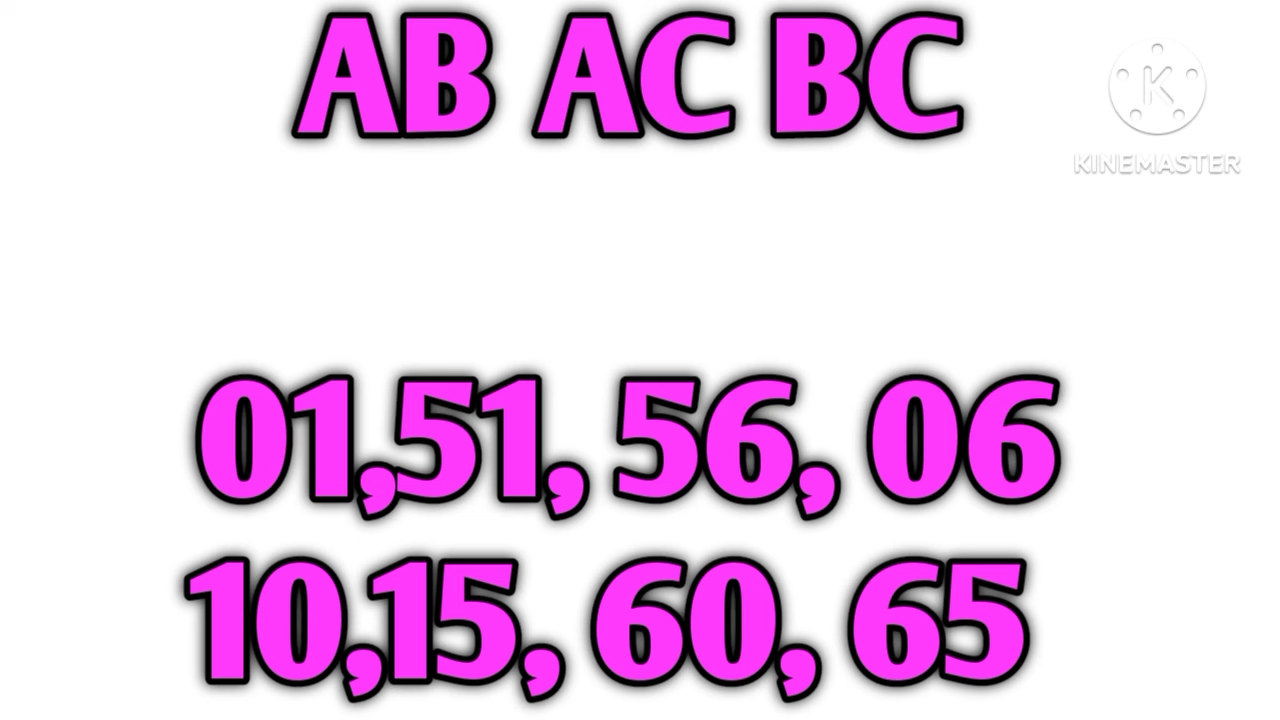 AB AC BC
K
KINEMASTER
01,51, 56, 06
10,15, 60, 65